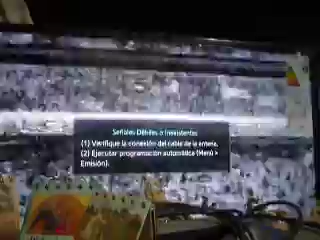 Señales Débiles o Inexistentes
(1) Verifique la conexión del cable de la antena.
(2) Ejecutar programación automática (Menú >
Emisión).